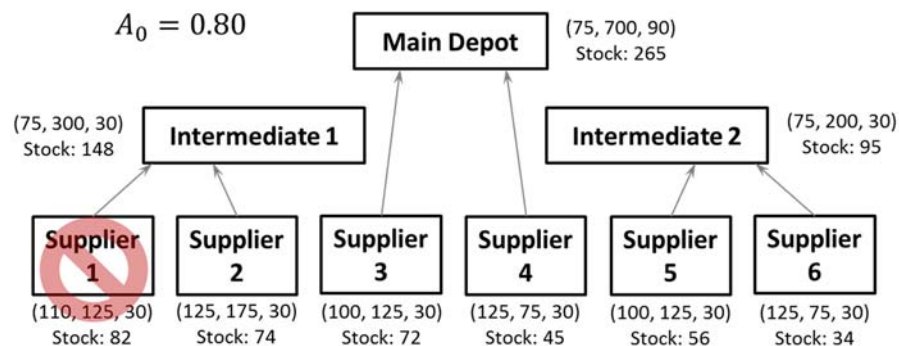 A₀ = 0.80
Main Depot
(75, 700, 90)
Stock: 265
(75, 300, 30)
Stock: 148
Intermediate 1
Intermediate 2
(75, 200, 30)
Stock: 95
Supplier 1
Supplier 2
Supplier 3
Supplier 4
Supplier 5
Supplier 6
(110, 125, 30)
Stock: 82
(125, 175, 30)
Stock: 74
(100, 125, 30)
Stock: 72
(125, 75, 30)
Stock: 45
(100, 125, 30)
Stock: 56
(125, 75, 30)
Stock: 34